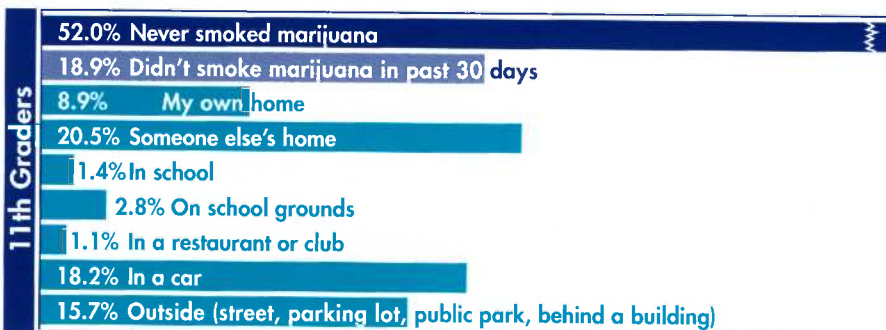 11th Graders
52.0% Never smoked marijuana
18.9% Didn't smoke marijuana in past 30 days
8.9% My own home
20.5% Someone else's home
1.4% In school
2.8% On school grounds
1.1% In a restaurant or club
18.2% In a car
15.7% Outside (street, parking lot, public park, behind a building)